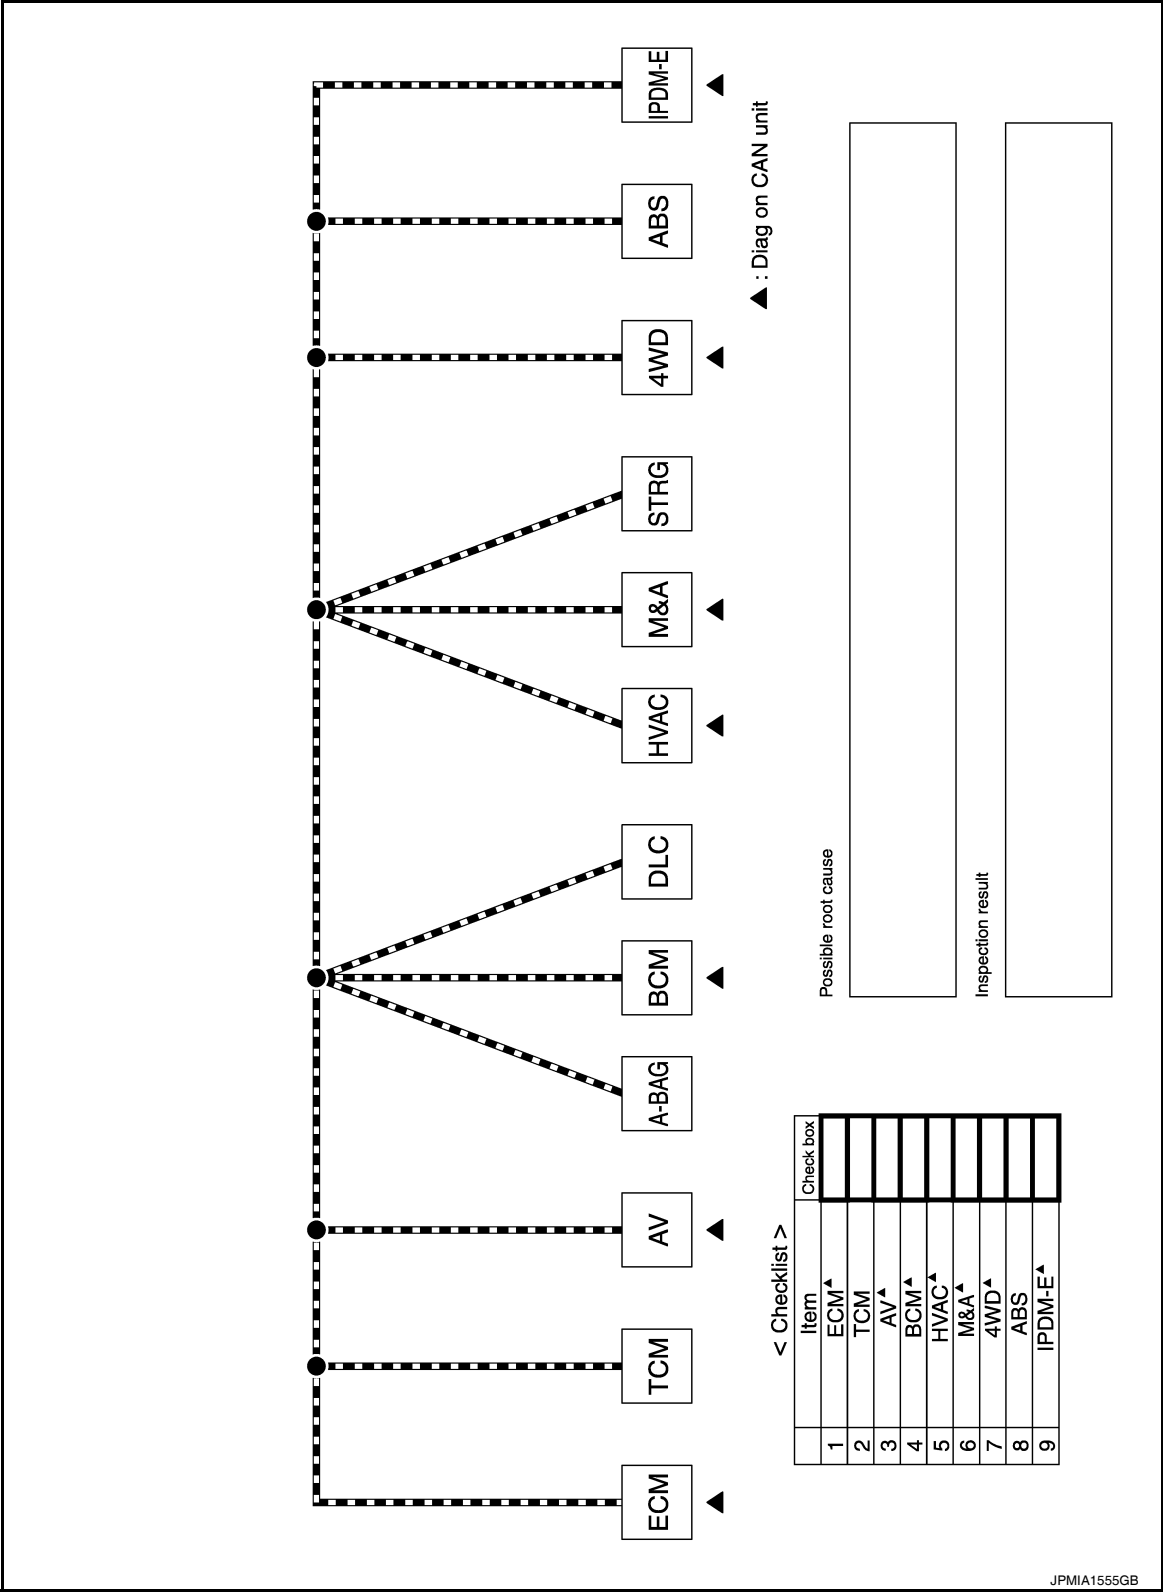 ECM
TCM
AV
A-BAG
BCM
DLC
HVAC
M&A
STRG
4WD
ABS
IPDM-E
▲ : Diag on CAN unit
< Checklist >
Item Check box
1 ECM▲
2 TCM
3 AV▲
4 BCM▲
5 HVAC▲
6 M&A▲
7 4WD▲
8 ABS
9 IPDM-E▲
Possible root cause
Inspection result
JPMIA1555GB